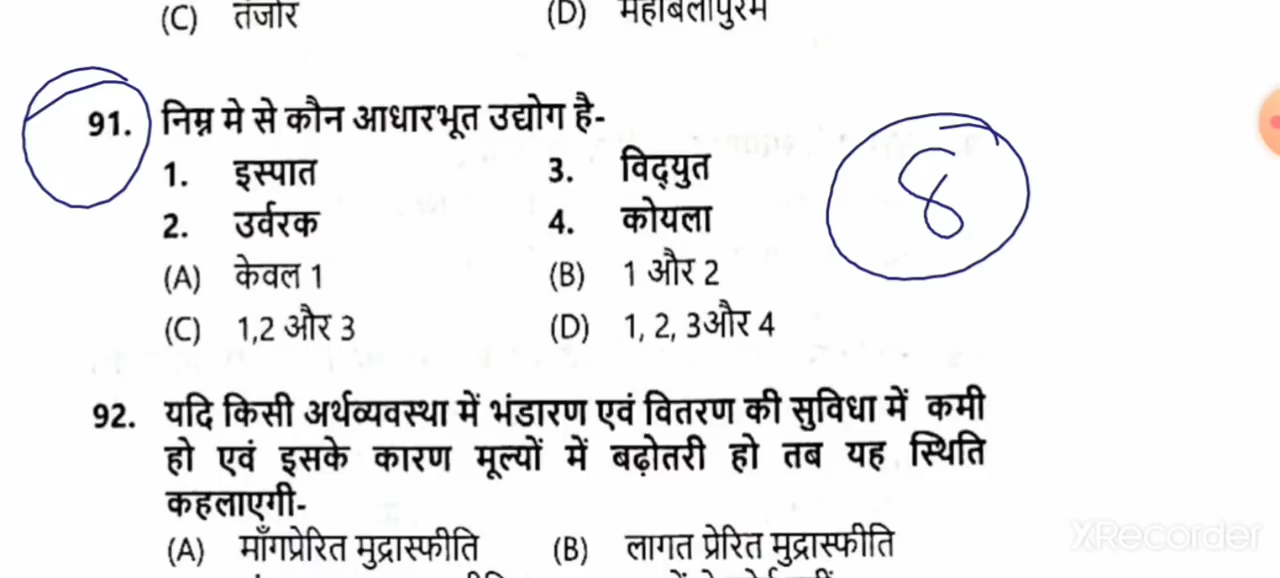 (C) तंजौर (D) महाबलीपुरम
91. निम्न मे से कौन आधारभूत उद्योग है-
1. इस्पात 3. विद्युत
2. उर्वरक 4. कोयला
(A) केवल 1 (B) 1 और 2
(C) 1,2 और 3 (D) 1, 2, 3और 4
8
92. यदि किसी अर्थव्यवस्था में भंडारण एवं वितरण की सुविधा में कमी
हो एवं इसके कारण मूल्यों में बढ़ोतरी हो तब यह स्थिति
कहलाएगी-
(A) माँगप्रेरित मुद्रास्फीति (B) लागत प्रेरित मुद्रास्फीति
XRecorder